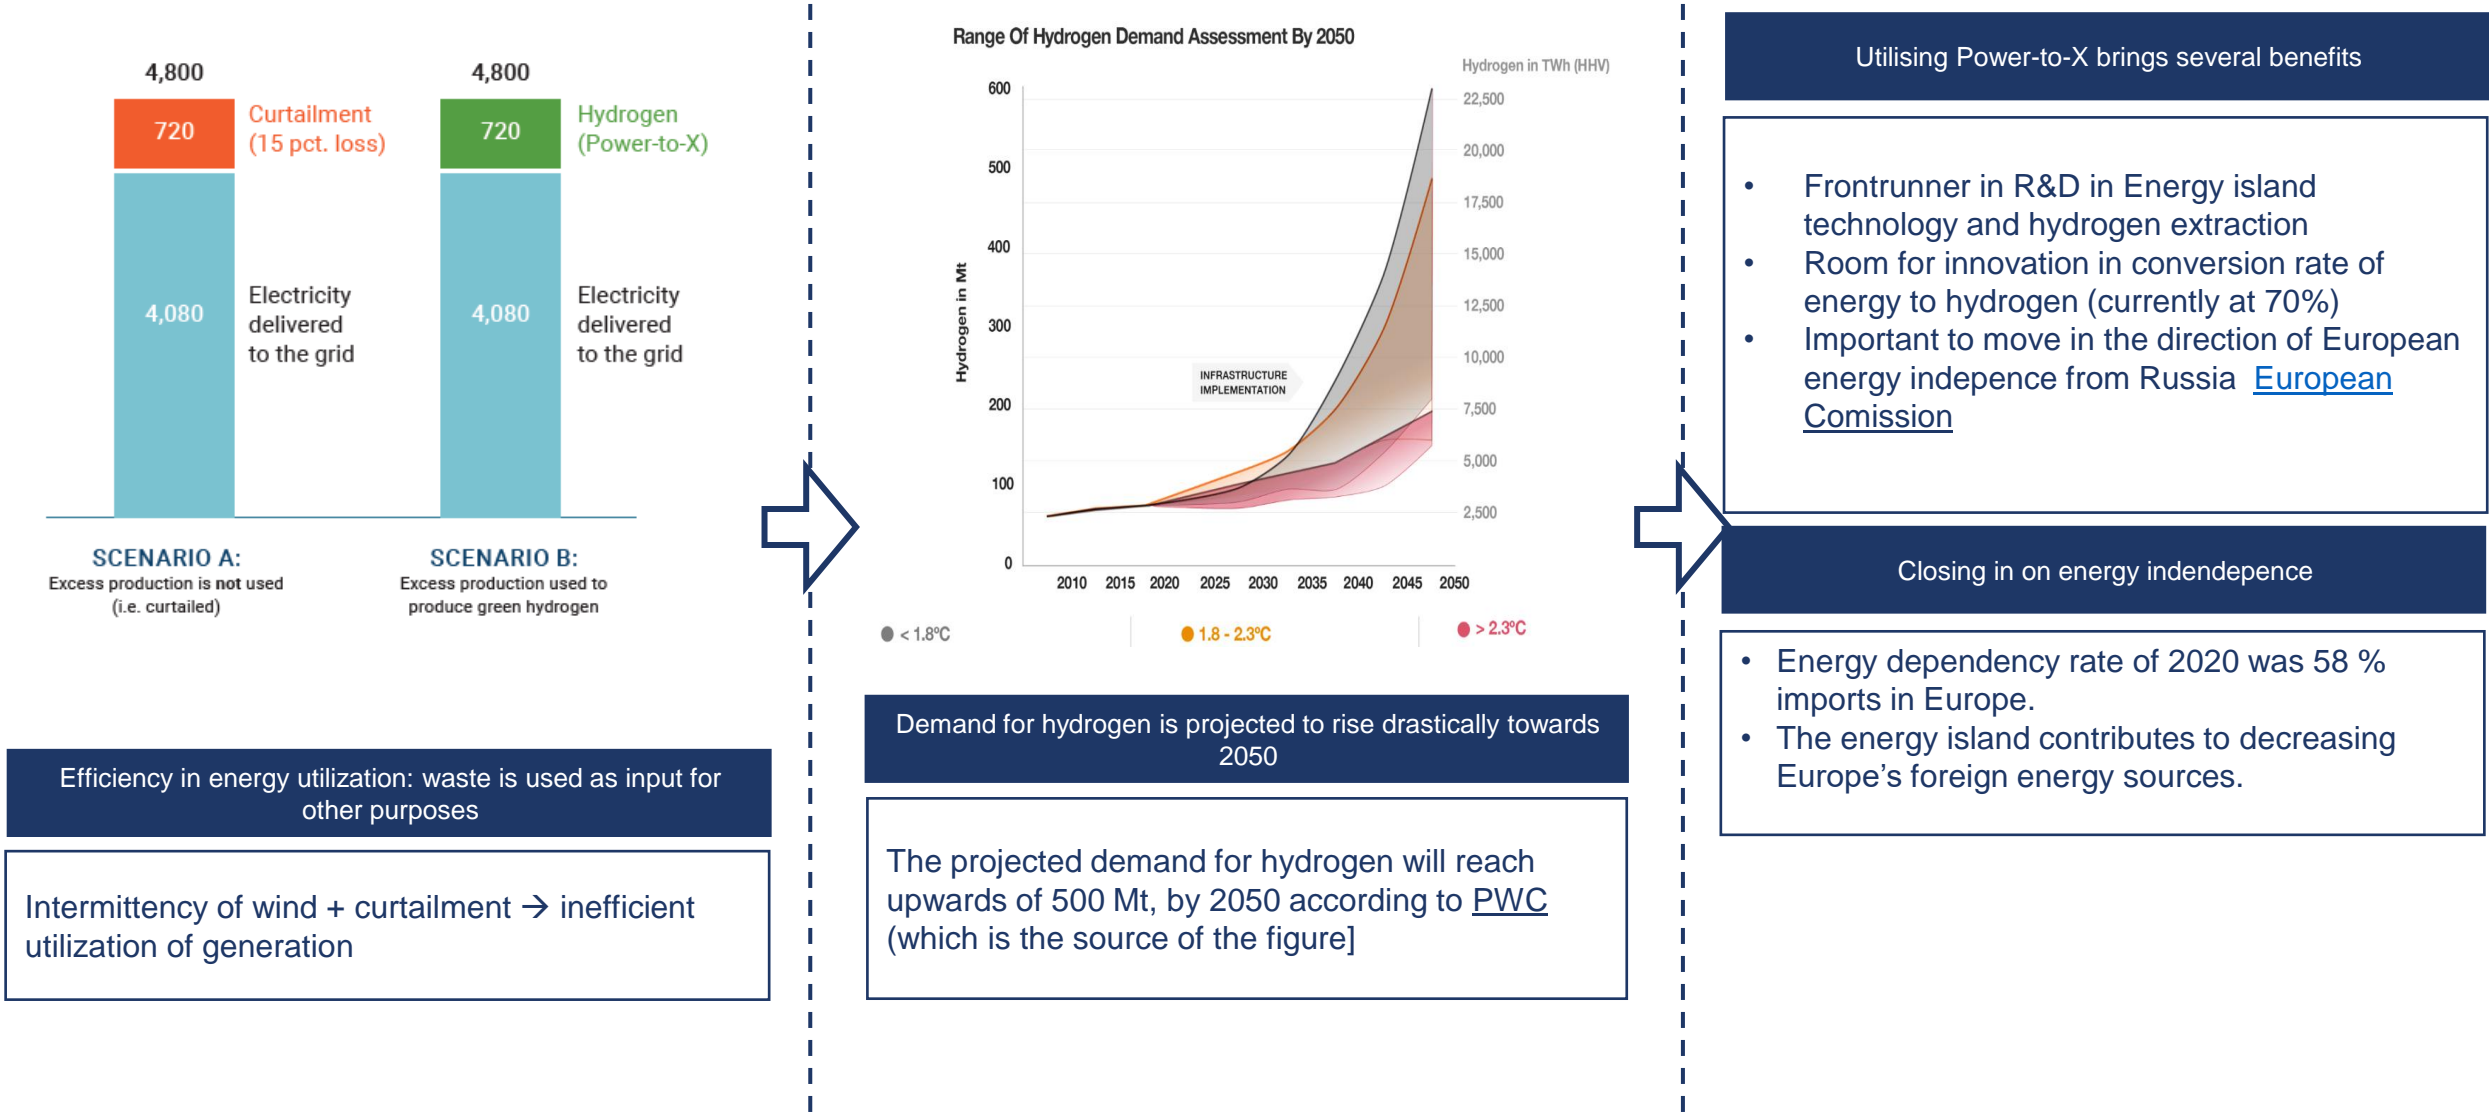 4,800
4,800
720
Curtailment
(15 pct. loss)
720
Hydrogen
(Power-to-X)
4,080
Electricity
delivered
to the grid
4,080
Electricity
delivered
to the grid
SCENARIO A:
Excess production is not used
(i.e. curtailed)
SCENARIO B:
Excess production used to
produce green hydrogen
Efficiency in energy utilization: waste is used as input for
other purposes
Intermittency of wind + curtailment → inefficient
utilization of generation
Range Of Hydrogen Demand Assessment By 2050
Hydrogen in TWh (HHV)
Hydrogen in Mt
600
500
400
300
200
100
0
22,500
20,000
17,500
15,000
12,500
10,000
7,500
5,000
2,500
INFRASTRUCTURE
IMPLEMENTATION
2010 2015 2020 2025 2030 2035 2040 2045 2050
< 1.8ºC
1.8 - 2.3ºC
> 2.3ºC
Demand for hydrogen is projected to rise drastically towards
2050
The projected demand for hydrogen will reach
upwards of 500 Mt, by 2050 according to PWC
(which is the source of the figure]
Utilising Power-to-X brings several benefits
• Frontrunner in R&D in Energy island
technology and hydrogen extraction
• Room for innovation in conversion rate of
energy to hydrogen (currently at 70%)
• Important to move in the direction of European
energy indepence from Russia European
Comission
Closing in on energy indendepence
• Energy dependency rate of 2020 was 58 %
imports in Europe.
• The energy island contributes to decreasing
Europe’s foreign energy sources.